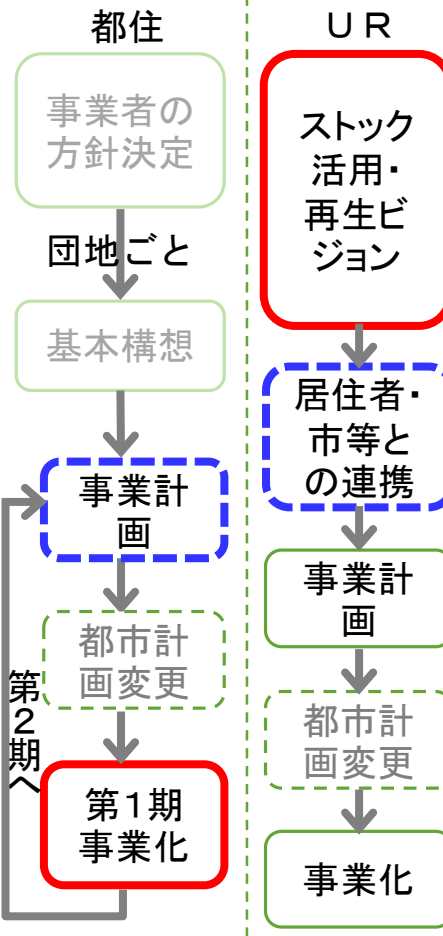 都住
事業者の
方針決定
団地ごと
基本構想
事業計
画
都市計
画変更
第2期へ
第1期
事業化
UR
ストック
活用・
再生ビ
ジョン
居住者・
市等と
の連携
事業計
画
都市計
画変更
事業化